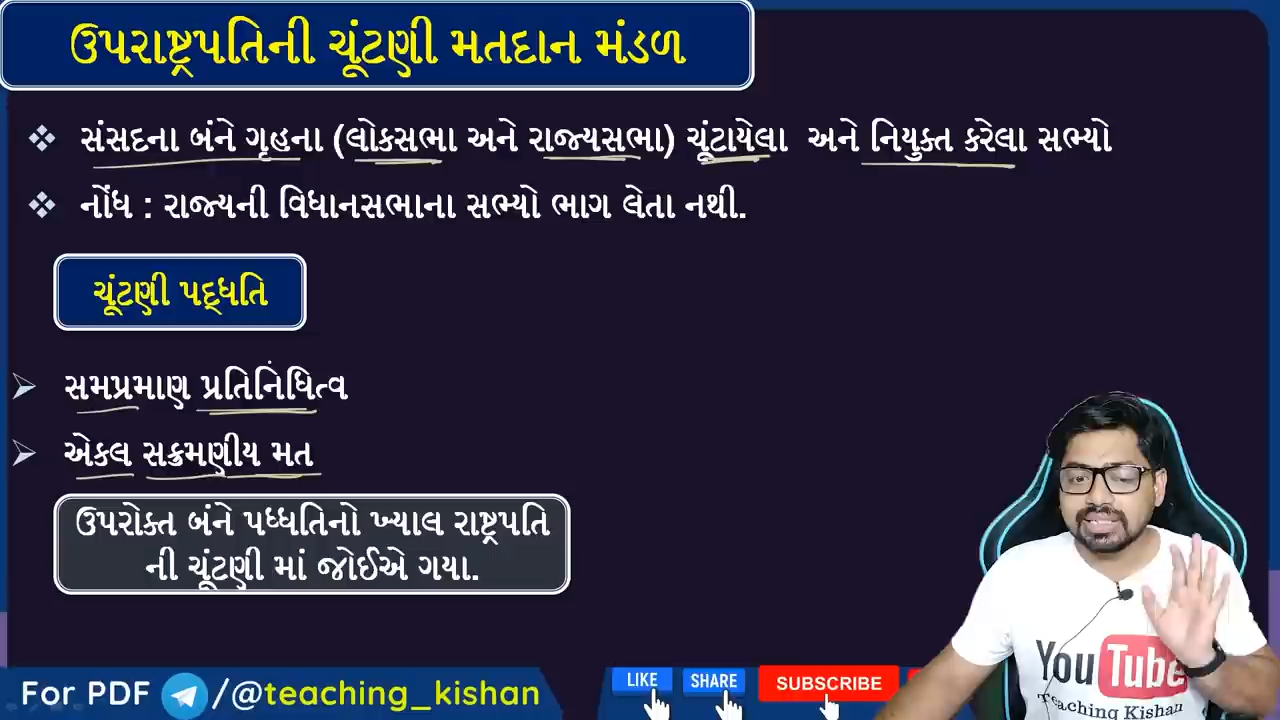 ઉપરાષ્ટ્રપતિની ચૂંટણી મતદાન મંડળ
❖ સંસદના બંને ગૃહના (લોકસભા અને રાજ્યસભા) ચૂંટાયેલા અને નિયુક્ત કરેલા સભ્યો
❖ નોંધ : રાજ્યની વિધાનસભાના સભ્યો ભાગ લેતા નથી.
ચૂંટણી પદ્ધતિ
➢ સમપ્રમાણ પ્રતિનિંધિત્વ
➢ એકલ સક્રમણીય મત
ઉપરોક્ત બંને પધ્ધતિનો ખ્યાલ રાષ્ટ્રપતિ
ની ચૂંટણી માં જોઈએ ગયા.
You Tube
Teaching Kishan
For PDF /@teaching_kishan
LIKE SHARE SUBSCRIBE